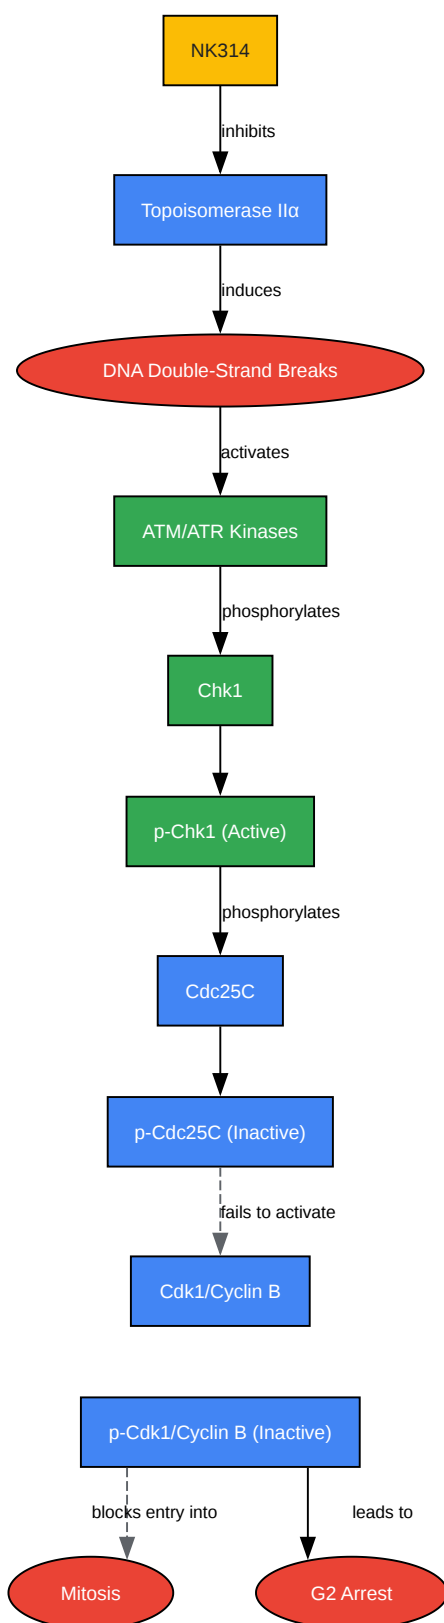 NK314
inhibits
Topoisomerase IIα
induces
DNA Double-Strand Breaks
activates
ATM/ATR Kinases
phosphorylates
Chk1
p-Chk1 (Active)
phosphorylates
Cdc25C
p-Cdc25C (Inactive)
fails to activate
Cdk1/Cyclin B
p-Cdk1/Cyclin B (Inactive)
blocks entry into
leads to
Mitosis
G2 Arrest